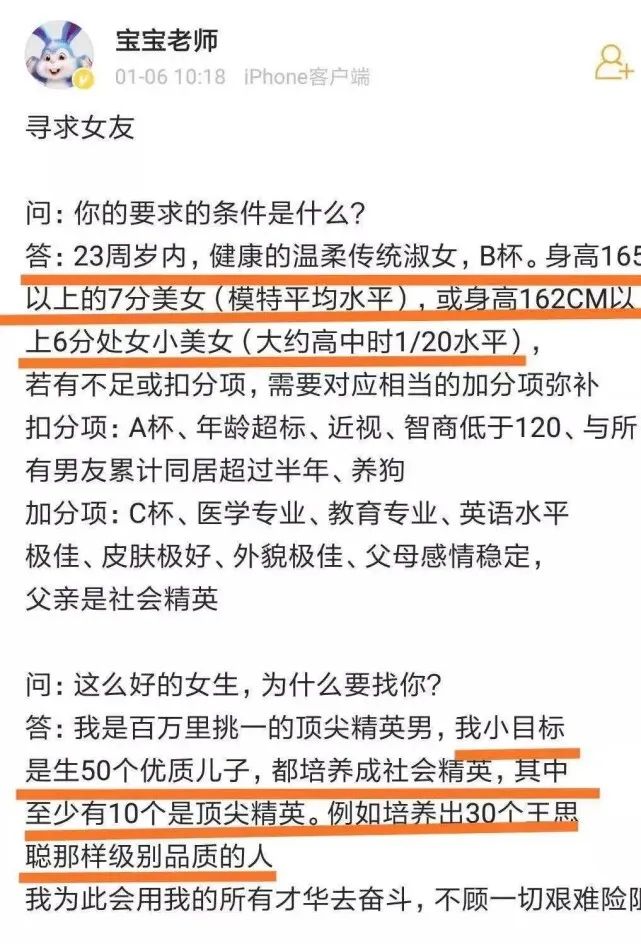 宝宝老师
01-06 10:18 iPhone客户端
寻求女友
问：你的要求的条件是什么？
答：23周岁内，健康的温柔传统淑女，B杯。身高165
以上的7分美女（模特平均水平），或身高162CM以
上6分处女小美女（大约高中时1/20水平），
若有不足或扣分项，需要对应相当的加分项弥补
扣分项：A杯、年龄超标、近视、智商低于120、与所
有男友累计同居超过半年、养狗
加分项：C杯、医学专业、教育专业、英语水平
极佳、皮肤极好、外貌极佳、父母感情稳定，
父亲是社会精英
问：这么好的女生，为什么要找你？
答：我是百万里挑一的顶尖精英男，我小目标
是生50个优质儿子，都培养成社会精英，其中
至少有10个是顶尖精英。例如培养出30个王思
聪那样级别品质的人
我为此会用我的所有才华去奋斗，不顾一切艰难险阻